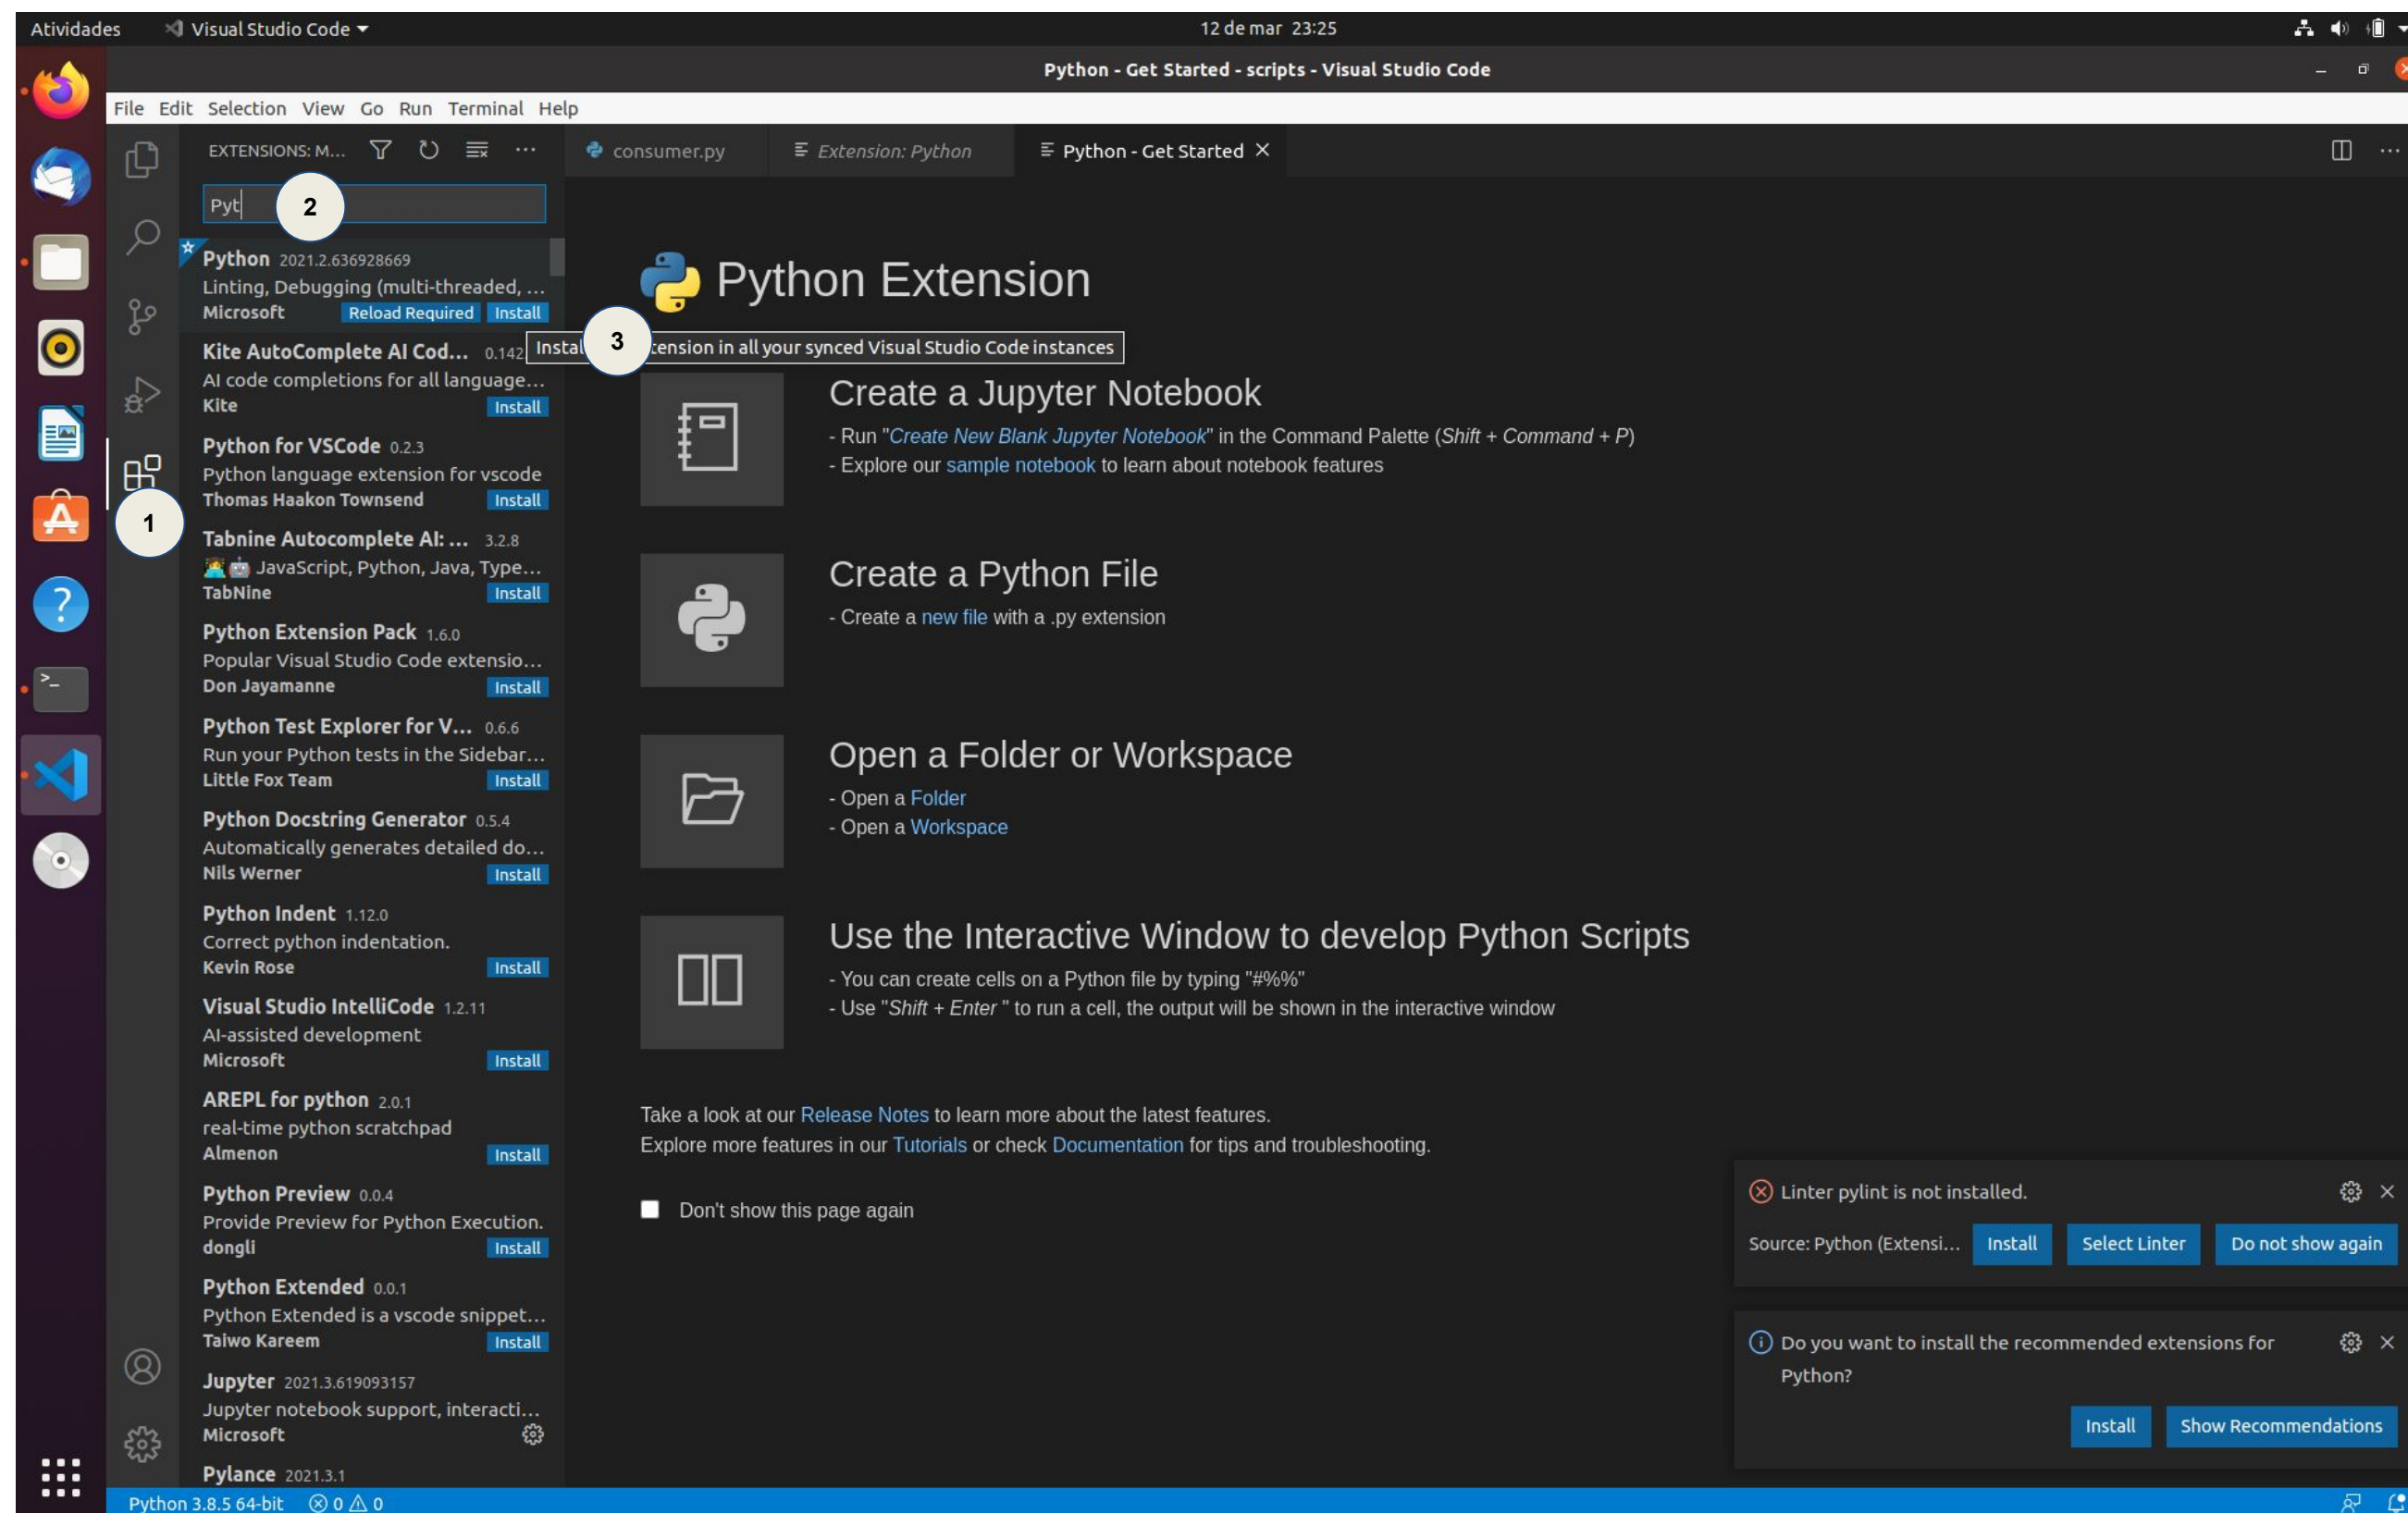 Atividades Visual Studio Code 12 de mar 23:25
Python - Get Started - scripts - Visual Studio Code
File Edit Selection View Go Run Terminal Help
EXTENSIONS: M... ···
consumer.py Extension: Python Python - Get Started ···
Pyt 2
Python 2021.2.636928669
Linting, Debugging (multi-threaded, ...
Microsoft Reload Required Install
Kite AutoComplete AI Cod... 0.142.
AI code completions for all language...
Kite Install
Python for VSCode 0.2.3
Python language extension for vscode
Thomas Haakon Townsend Install
1
Tabnine Autocomplete AI: ... 3.2.8
JavaScript, Python, Java, Type...
TabNine Install
Python Extension Pack 1.6.0
Popular Visual Studio Code extensio...
Don Jayamanne Install
Python Test Explorer for V... 0.6.6
Run your Python tests in the Sidebar...
Little Fox Team Install
Python Docstring Generator 0.5.4
Automatically generates detailed do...
Nils Werner Install
Python Indent 1.12.0
Correct python indentation.
Kevin Rose Install
Visual Studio IntelliCode 1.2.11
AI-assisted development
Microsoft Install
AREPL for python 2.0.1
real-time python scratchpad
Almenon Install
Python Preview 0.0.4
Provide Preview for Python Execution.
dongli Install
Python Extended 0.0.1
Python Extended is a vscode snippet...
Taiwo Kareem Install
Jupyter 2021.3.619093157
Jupyter notebook support, interacti...
Microsoft
Pylance 2021.3.1
Python Extension
Instal 3 tension in all your synced Visual Studio Code instances
Create a Jupyter Notebook
- Run "Create New Blank Jupyter Notebook" in the Command Palette (Shift + Command + P)
- Explore our sample notebook to learn about notebook features
Create a Python File
- Create a new file with a .py extension
Open a Folder or Workspace
- Open a Folder
- Open a Workspace
Use the Interactive Window to develop Python Scripts
- You can create cells on a Python file by typing "#%%"
- Use "Shift + Enter " to run a cell, the output will be shown in the interactive window
Take a look at our Release Notes to learn more about the latest features.
Explore more features in our Tutorials or check Documentation for tips and troubleshooting.
Don't show this page again
Linter pylint is not installed.
Source: Python (Extensi... Install Select Linter Do not show again
Do you want to install the recommended extensions for
Python?
Install Show Recommendations
Python 3.8.5 64-bit 0 0